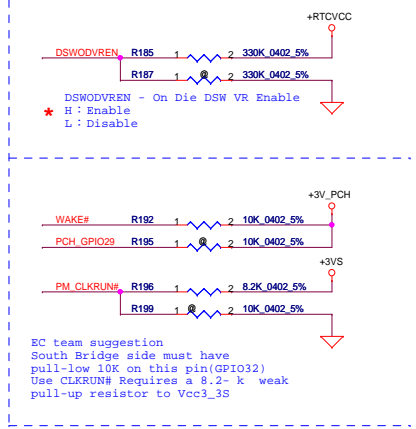 +RTCVCC
DSWODVREN R185 1 2 330K_0402_5%
R187 1 @ 2 330K_0402_5%
DSWODVREN - On Die DSW VR Enable
* H：Enable
L：Disable
+3V_PCH
WAKE# R192 1 2 10K_0402_5%
PCH_GPIO29 R195 1 @ 2 10K_0402_5%
+3VS
PM_CLKRUN# R196 1 2 8.2K_0402_5%
R199 1 @ 2 10K_0402_5%
EC team suggestion
South Bridge side must have
pull-low 10K on this pin(GPIO32)
Use CLKRUN# Requires a 8.2- k weak
pull-up resistor to Vcc3_3S